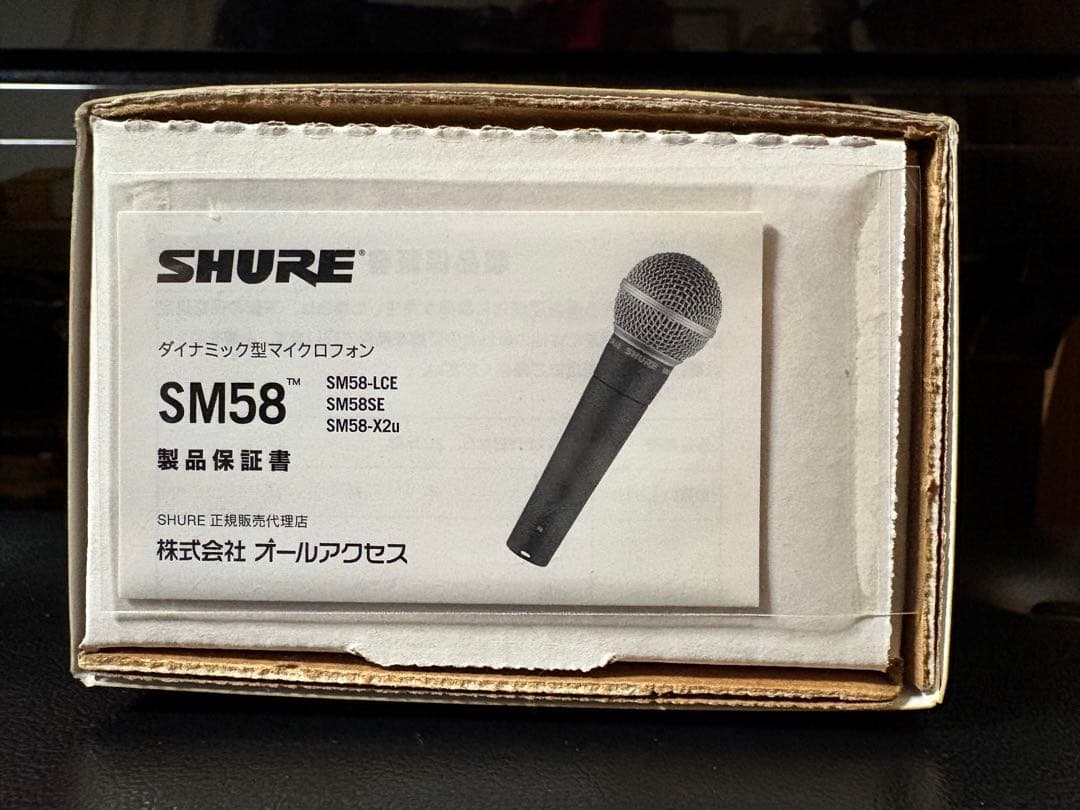 SHURE®
ダイナミック型マイクロフォン
SM58™
SM58-LCE
SM58SE
SM58-X2u
製品保証書
SHURE 正規販売代理店
株式会社 オールアクセス
SHURE